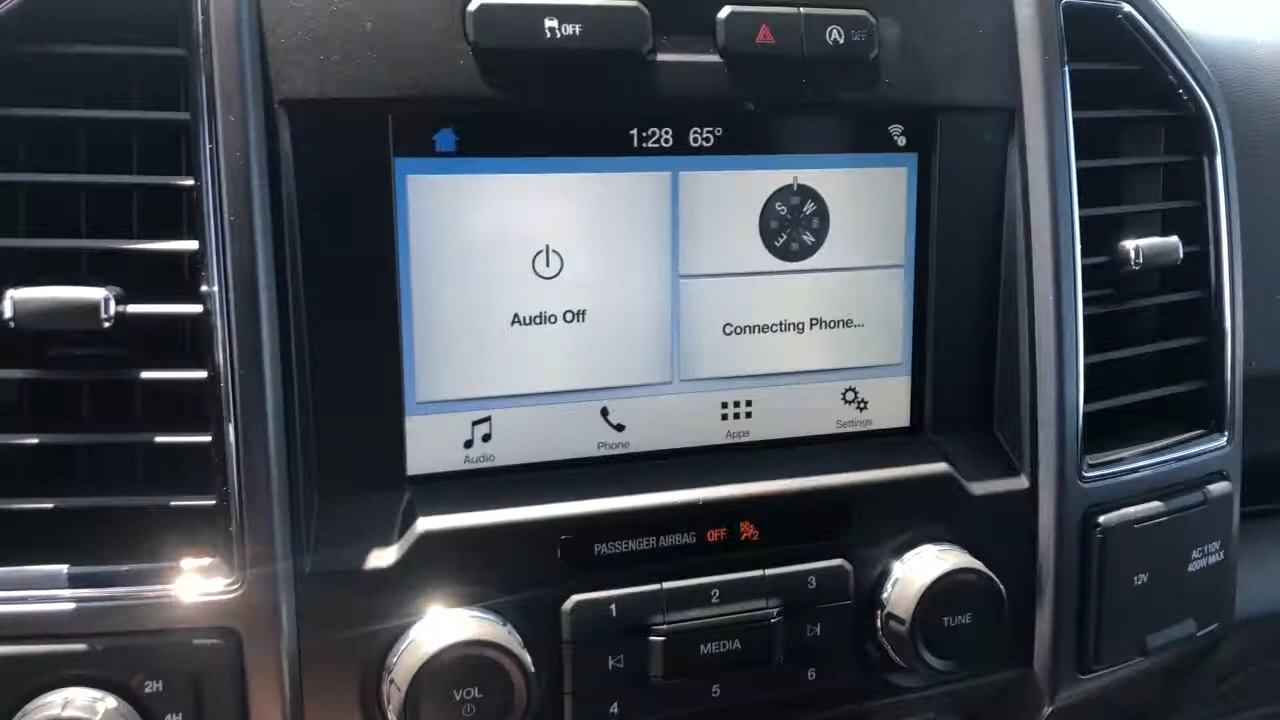 OFF
A OFF
1:28 65°
S W
E N
Audio Off
Connecting Phone...
Audio Phone Apps Settings
PASSENGER AIRBAG OFF 2
AC 110V
400W MAX
12V
1 2 3
MEDIA
4 5 6
VOL
TUNE
2H
4H